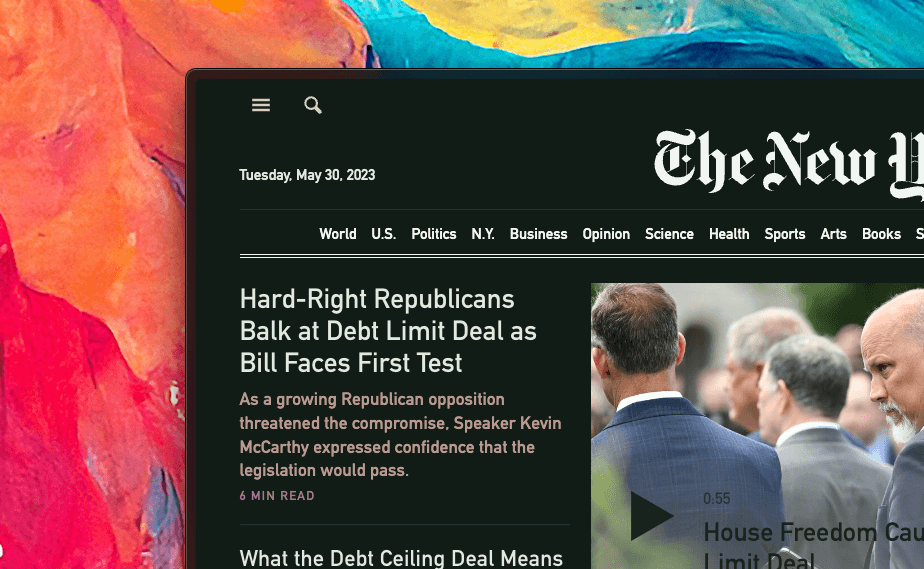 The New
Tuesday, May 30, 2023
World U.S. Politics N.Y. Business Opinion Science Health Sports Arts Books S
Hard-Right Republicans
Balk at Debt Limit Deal as
Bill Faces First Test
As a growing Republican opposition
threatened the compromise, Speaker Kevin
McCarthy expressed confidence that the
legislation would pass.
6 MIN READ
What the Debt Ceiling Deal Means
0:55
House Freedom Cau
Limit Deal